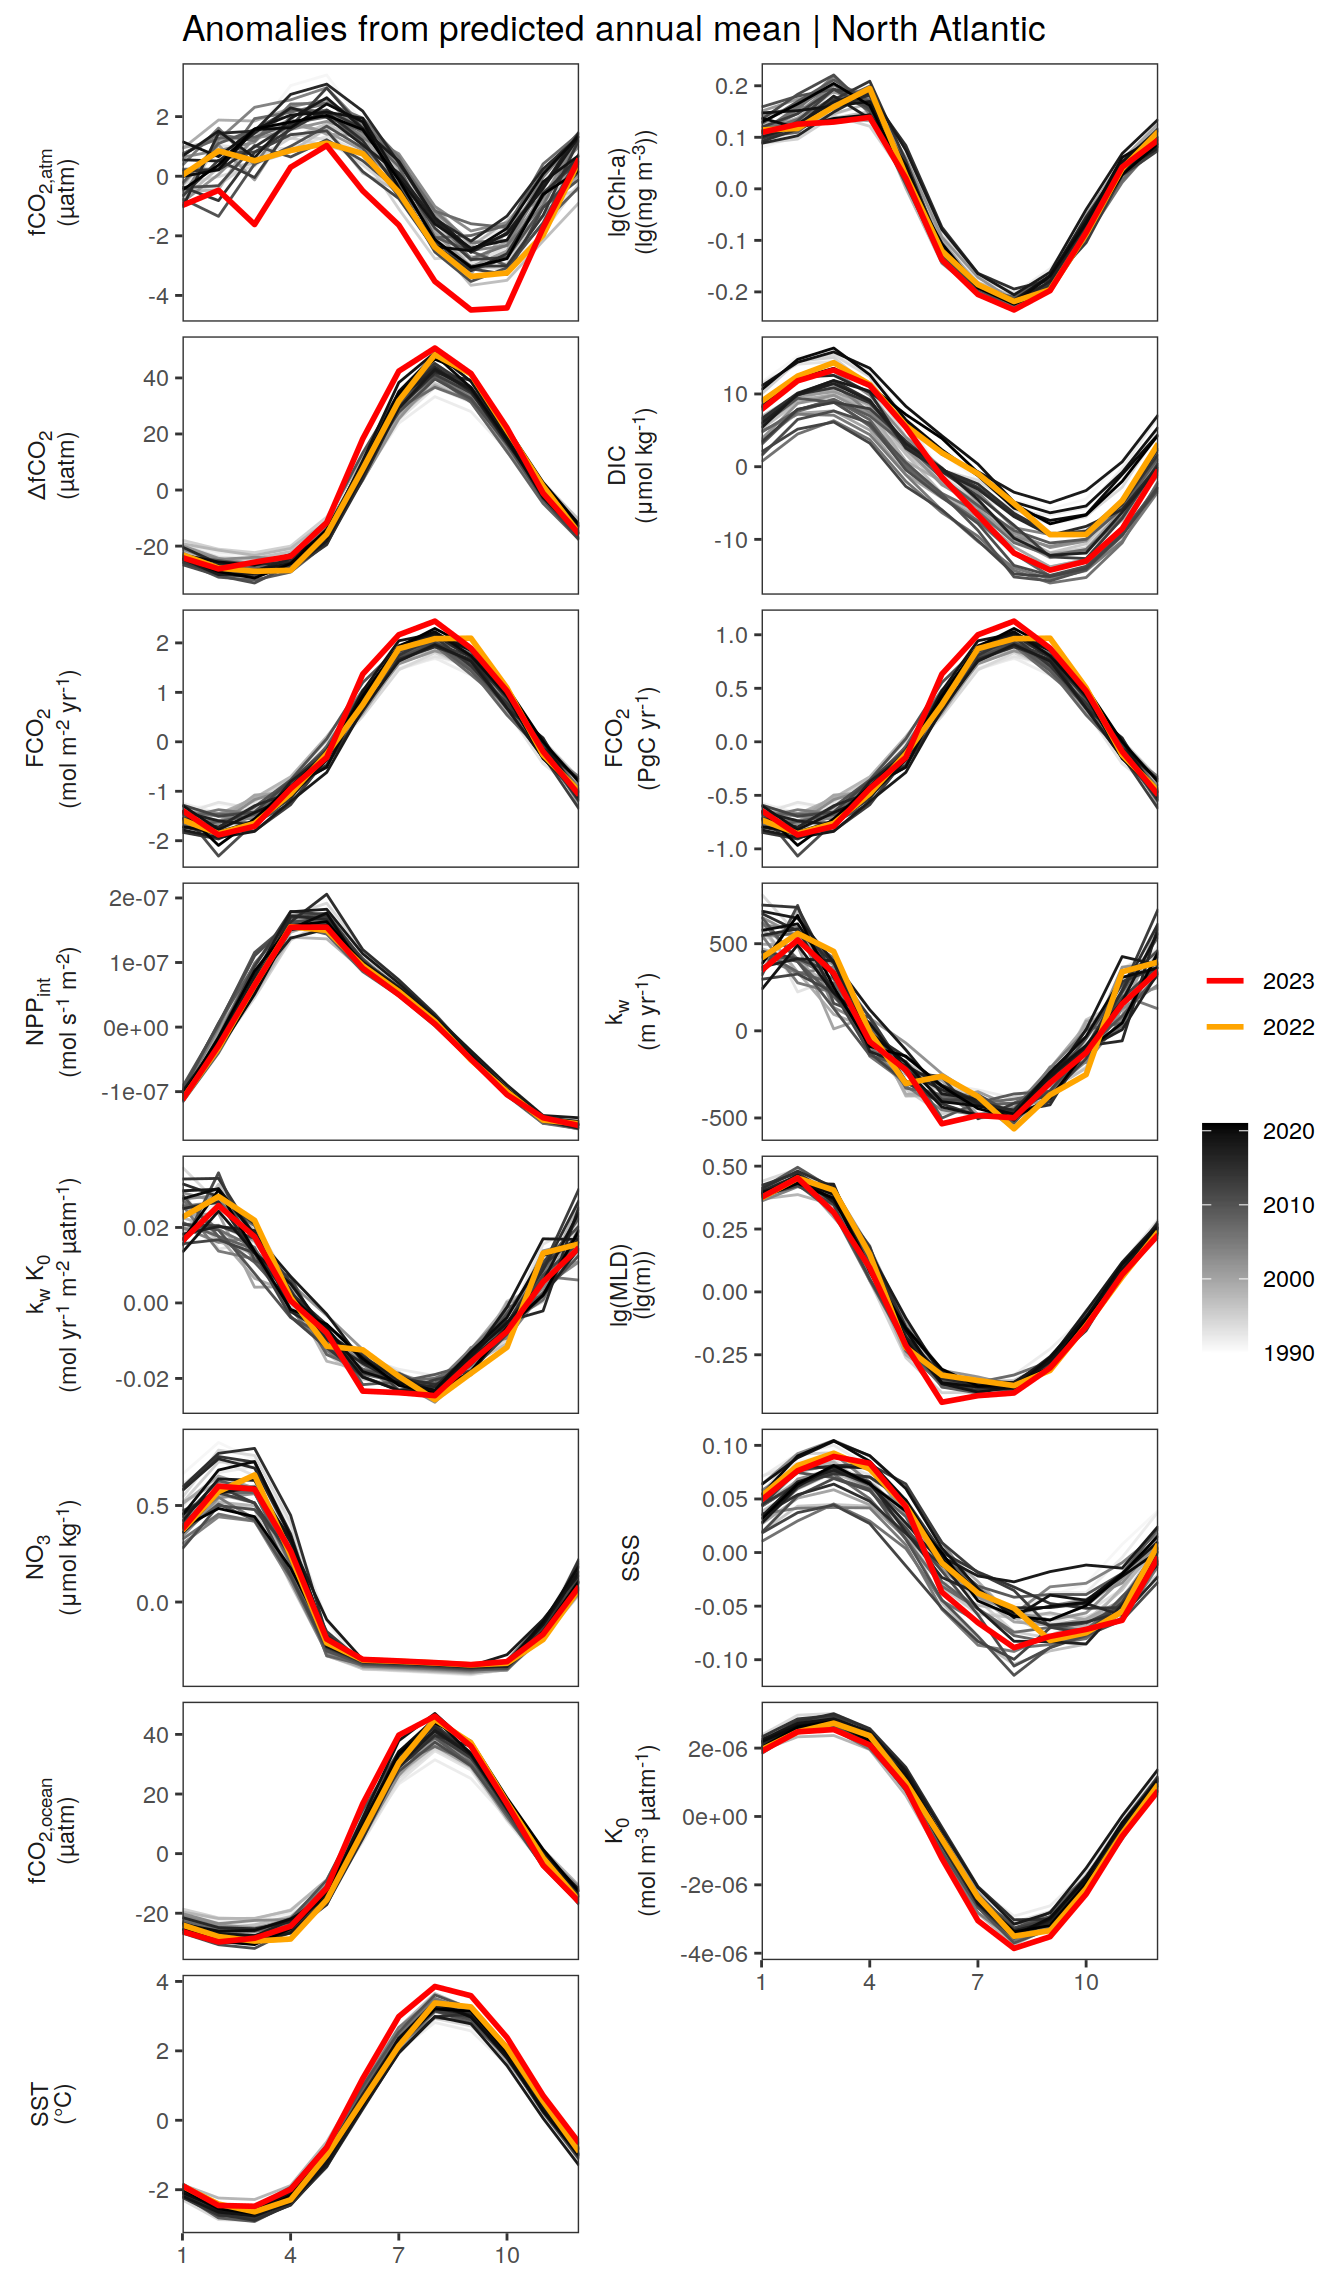 Anomalies from predicted annual mean | North Atlantic
fCO2,atm
(µatm)
2
0
-2
-4
lg(Chl-a)
(lg(mg m-3))
0.2
0.1
0.0
-0.1
-0.2
ΔfCO2
(µatm)
40
20
0
-20
DIC
(µmol kg-1)
10
0
-10
FCO2
(mol m-2 yr-1)
2
1
0
-1
-2
FCO2
(PgC yr-1)
1.0
0.5
0.0
-0.5
-1.0
NPPint
(mol s-1 m-2)
2e-07
1e-07
0e+00
-1e-07
kw
(m yr-1)
500
0
-500
kw K0
(mol yr-1 m-2 µatm-1)
0.02
0.00
-0.02
lg(MLD)
(lg(m))
0.50
0.25
0.00
-0.25
NO3
(µmol kg-1)
0.5
0.0
SSS
0.10
0.05
0.00
-0.05
-0.10
fCO2,ocean
(µatm)
40
20
0
-20
K0
(mol m-3 µatm-1)
2e-06
0e+00
-2e-06
-4e-06
1 4 7 10
SST
(°C)
4
2
0
-2
1 4 7 10
2023
2022
2020
2010
2000
1990